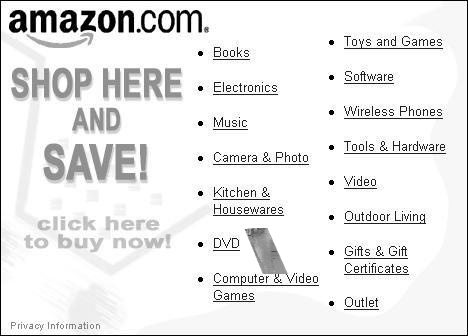 amazon.com.
SHOP HERE
AND
SAVE!
click here
to buy now!
Books
Electronics
Music
Camera & Photo
Kitchen &
Housewares
DVD
Computer & Video
Games
Toys and Games
Software
Wireless Phones
Tools & Hardware
Video
Outdoor Living
Gifts & Gift
Certificates
Outlet
Privacy Information